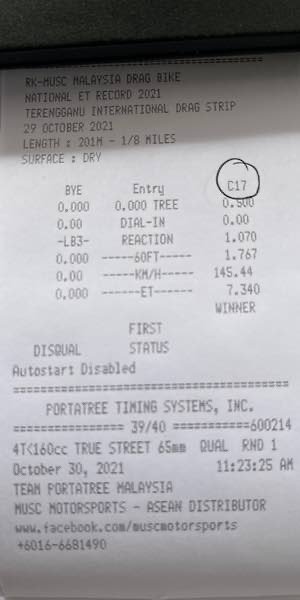 RK-MUSC MALAYSIA DRAG BIKE
NATIONAL ET RECORD 2021
TERENGGANU INTERNATIONAL DRAG STRIP
29 OCTOBER 2021
LENGTH : 201M - 1/8 MILES
SURFACE : DRY
BYE Entry C17
0.000 0.000 TREE 0.500
0.00 DIAL-IN 0.00
-LB3- REACTION 1.070
0.000 -----60FT----- 1.767
0.00 -----KM/H----- 145.44
0.000 ------ET------ 7.340
WINNER
FIRST
DISQUAL STATUS
Autostart Disabled
========================================
PORTATREE TIMING SYSTEMS, INC.
================ 39/40 ===========600214
4T<160cc TRUE STREET 65mm QUAL RND 1
October 30, 2021 11:23:25 AM
TEAM PORTATREE MALAYSIA
MUSC MOTORSPORTS - ASEAN DISTRIBUTOR
www.facebook.com/muscmotorsports
+6016-6681490